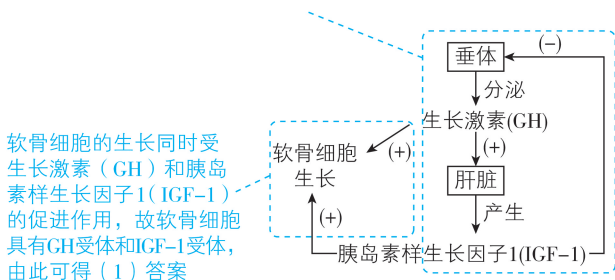 垂体
(−)
分泌
生长激素(GH)
(+)
(+)
软骨细胞
生长
肝脏
(+)
产生
胰岛素样生长因子1(IGF-1)
软骨细胞的生长同时受
生长激素（GH）和胰岛
素样生长因子1（IGF-1）
的促进作用，故软骨细胞
具有GH受体和IGF-1受体，
由此可得（1）答案